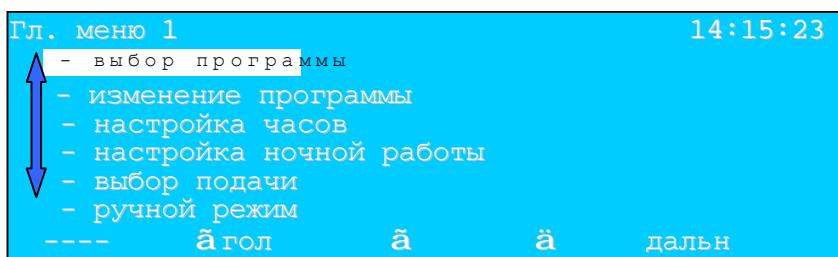 Гл. меню 1 14:15:23
- выбор программы
- изменение программы
- настройка часов
- настройка ночной работы
- выбор подачи
- ручной режим
---- ã гол ã ä дальн